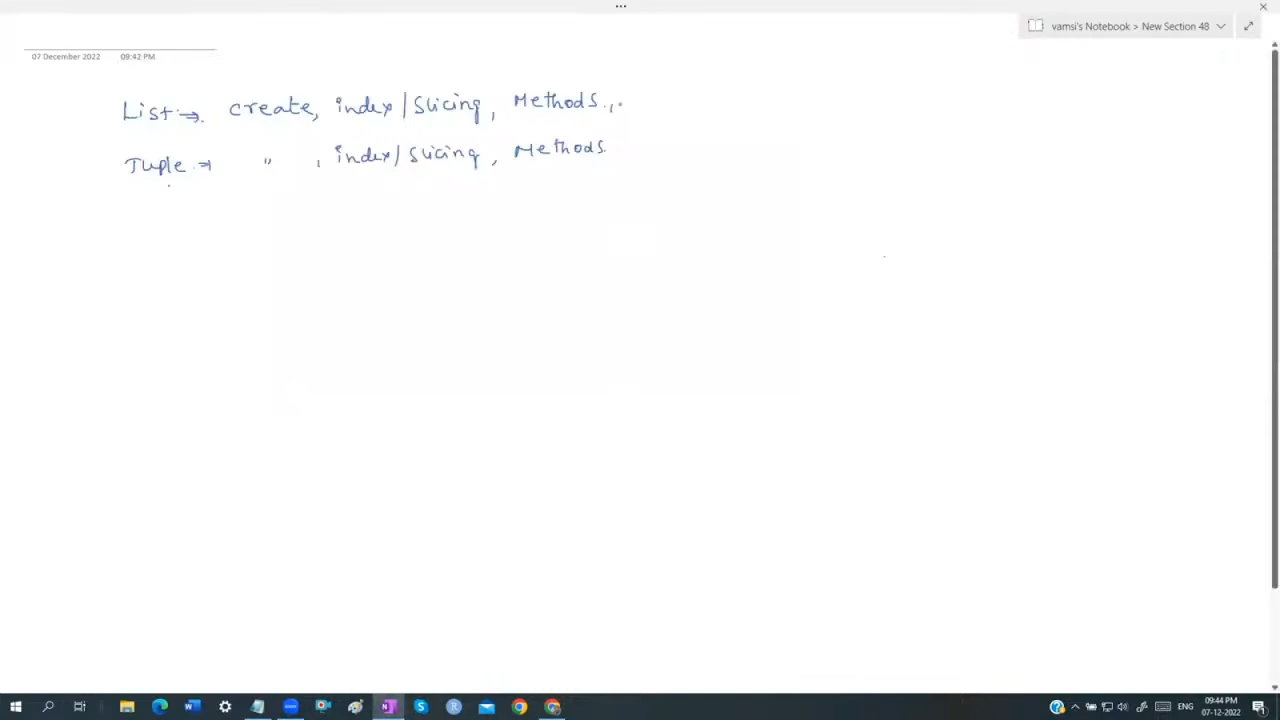 vamsi's Notebook > New Section 48
07 December 2022 09:42 PM
List → create, index/slicing, Methods.,
Tuple ⇒ " , index/slicing, Methods.
ENG
09:44 PM
07-12-2022